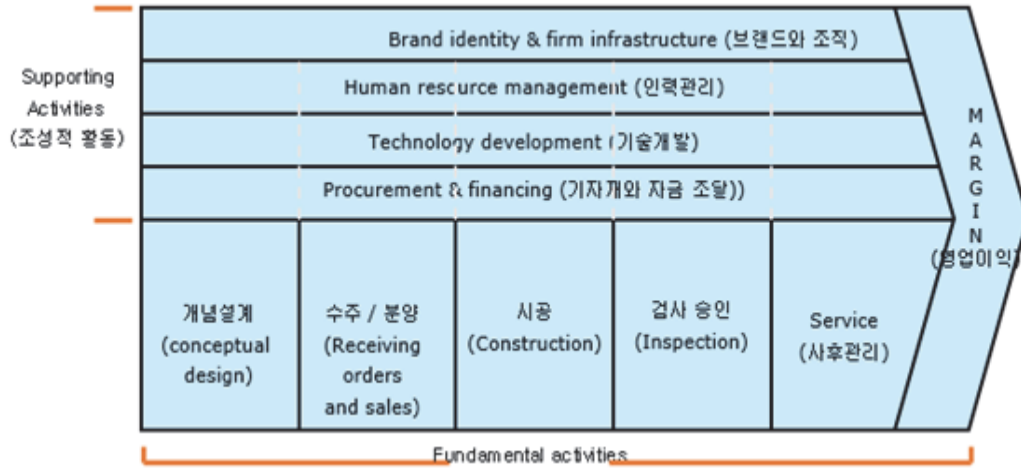 Supporting
Activities
(조성적 활동)
Brand identity & firm infrastructure (브랜드와 조직)
Human resource management (인력관리)
Technology development (기술개발)
Procurement & financing (기자개와 자금 조달))
M
A
R
G
I
N
(영업이익)
개념설계
(conceptual
design)
수주 / 분양
(Receiving
orders
and sales)
시공
(Construction)
검사 승인
(Inspection)
Service
(사후관리)
Fundamental activities